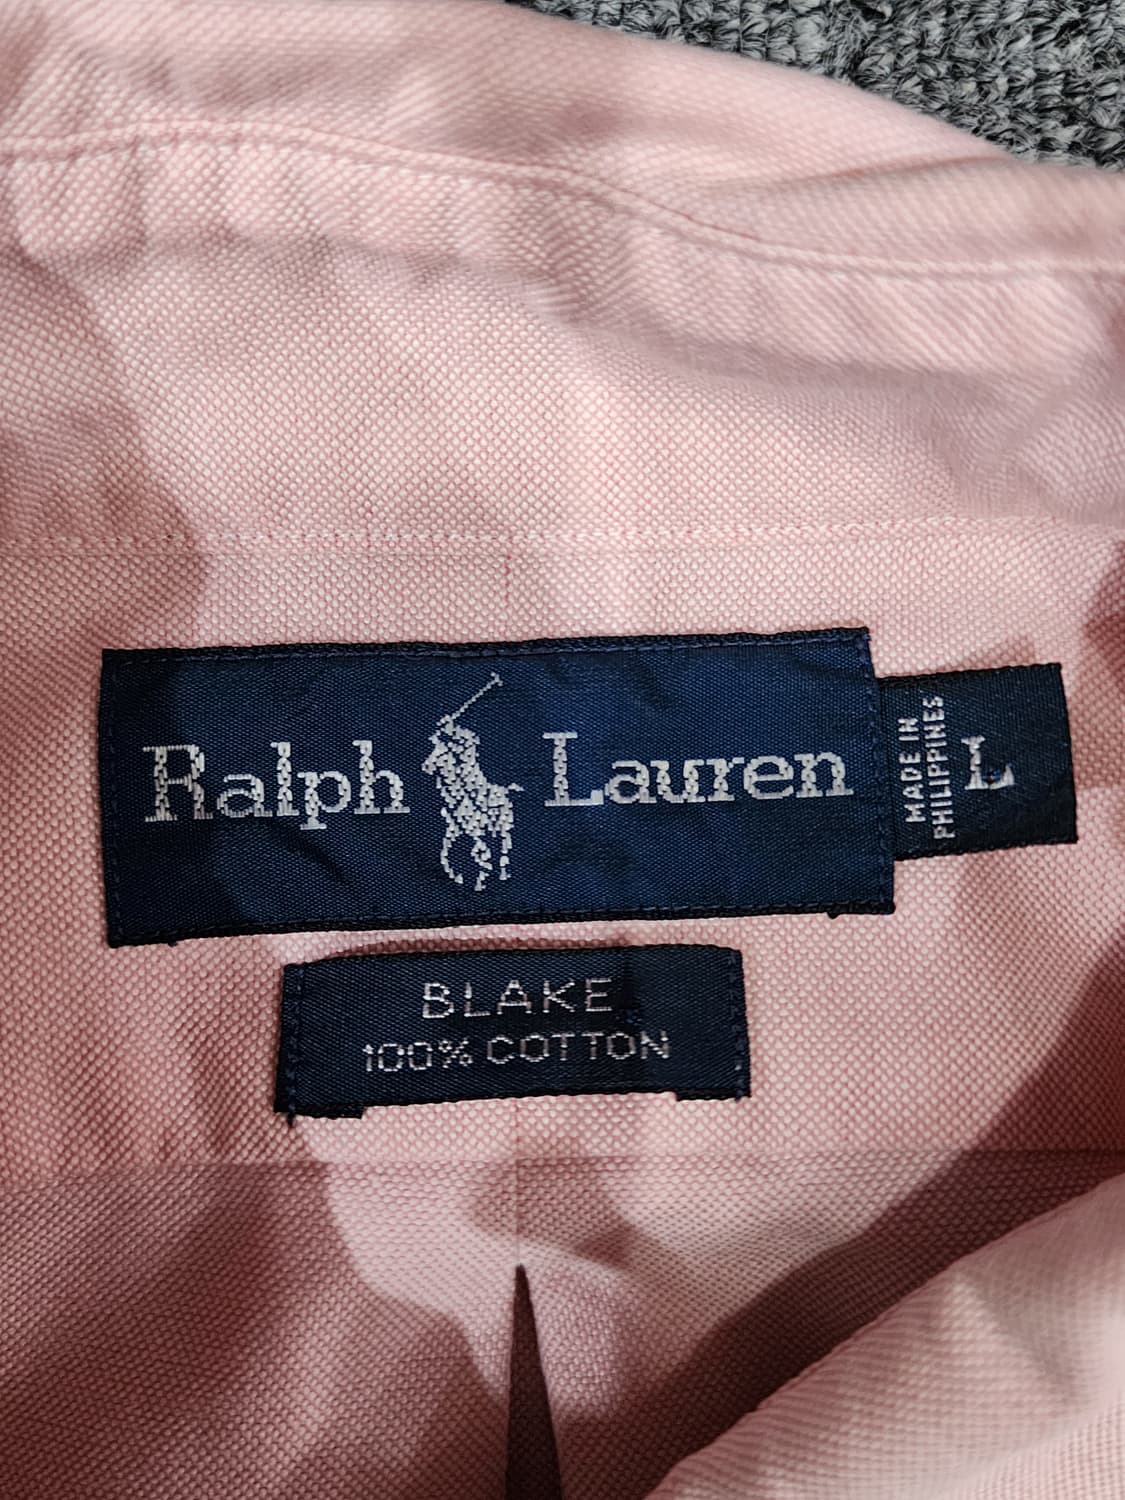 Ralph Lauren
MADE IN
PHILIPPINES
L
BLAKE
100% COTTON